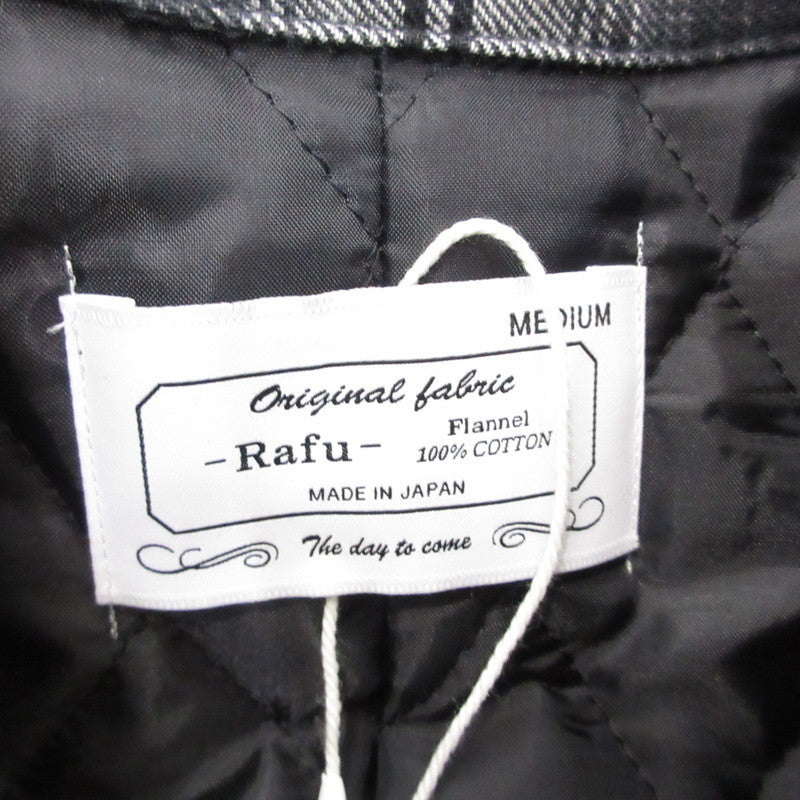 MEDIUM
Original fabric
-Rafu-
Flannel
100% COTTON
MADE IN JAPAN
The day to come